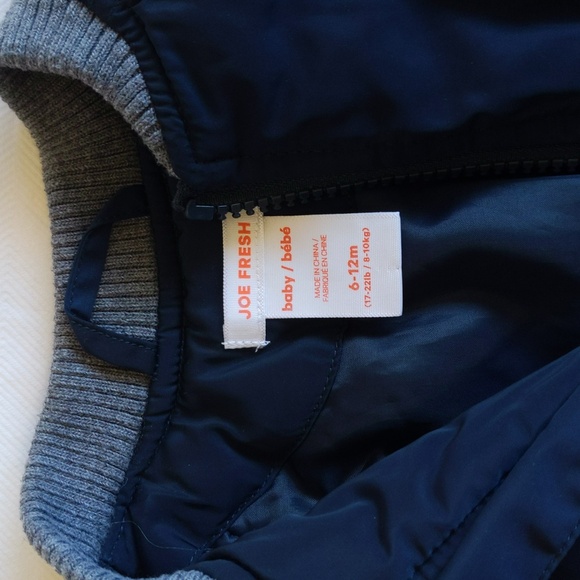 JOE FRESH
baby / bébé
MADE IN CHINA /
FABRIQUÉ EN CHINE
6-12m
(17-22lb / 8-10kg)